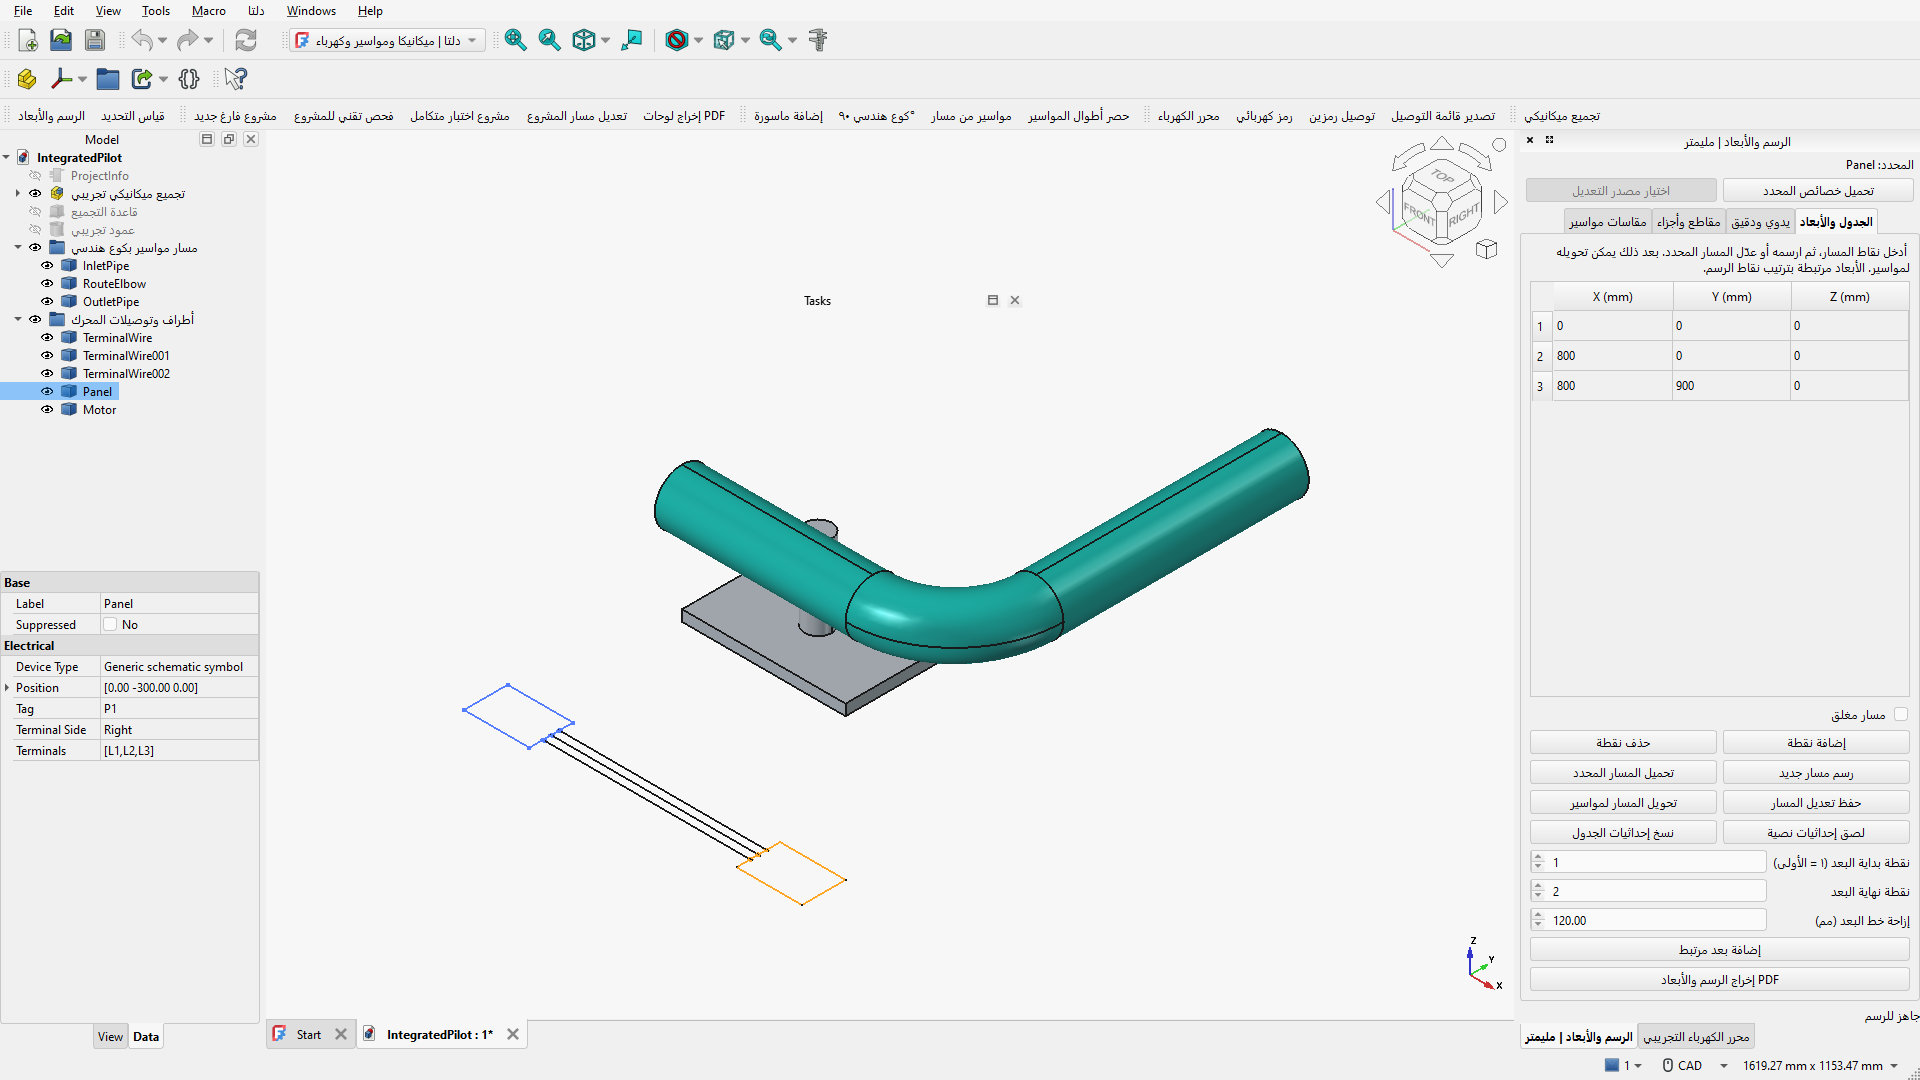 File Edit View Tools Macro دلتا Windows Help
دلتا | ميكانيكا ومواسير وكهرباء
الرسم والأبعاد قياس التحديد مشروع فارغ جديد فحص تقني للمشروع مشروع اختبار متكامل تعديل مسار المشروع إخراج لوحات PDF إضافة ماسورة كوع هندسي ٩٠° مواسير من مسار حصر أطوال المواسير محرر الكهرباء رمز كهربائي توصيل رمزين تصدير قائمة التوصيل تجميع ميكانيكي
Model
IntegratedPilot
ProjectInfo
تجميع ميكانيكي تجريبي
قاعدة التجميع
عمود تجريبي
مسار مواسير بكوع هندسي
InletPipe
RouteElbow
OutletPipe
أطراف وتوصيلات المحرك
TerminalWire
TerminalWire001
TerminalWire002
Panel
Motor
Base
Label Panel
Suppressed No
Electrical
Device Type Generic schematic symbol
Position [0.00 -300.00 0.00]
Tag P1
Terminal Side Right
Terminals [L1,L2,L3]
View Data
Tasks
TOP
FRONT
RIGHT
Z
Y
X
Start IntegratedPilot : 1*
الرسم والأبعاد | مليمتر
المحدد: Panel
تحميل خصائص المحدد اختيار مصدر التعديل
الجدول والأبعاد يدوي ودقيق مقاطع وأجزاء مقاسات مواسير
أدخل نقاط المسار، ثم ارسمه أو عدّل المسار المحدد. بعد ذلك يمكن تحويله
لمواسير. الأبعاد مرتبطة بترتيب نقاط الرسم.
X (mm) Y (mm) Z (mm)
1 0 0 0
2 800 0 0
3 800 900 0
مسار مغلق
إضافة نقطة حذف نقطة
رسم مسار جديد تحميل المسار المحدد
حفظ تعديل المسار تحويل المسار لمواسير
لصق إحداثيات نصية نسخ إحداثيات الجدول
نقطة بداية البعد (١ = الأولى) 1
نقطة نهاية البعد 2
إزاحة خط البعد (مم) 120.00
إضافة بعد مرتبط
إخراج الرسم والأبعاد PDF
جاهز للرسم
الرسم والأبعاد | مليمتر محرر الكهرباء التجريبي
1 CAD 1619.27 mm x 1153.47 mm